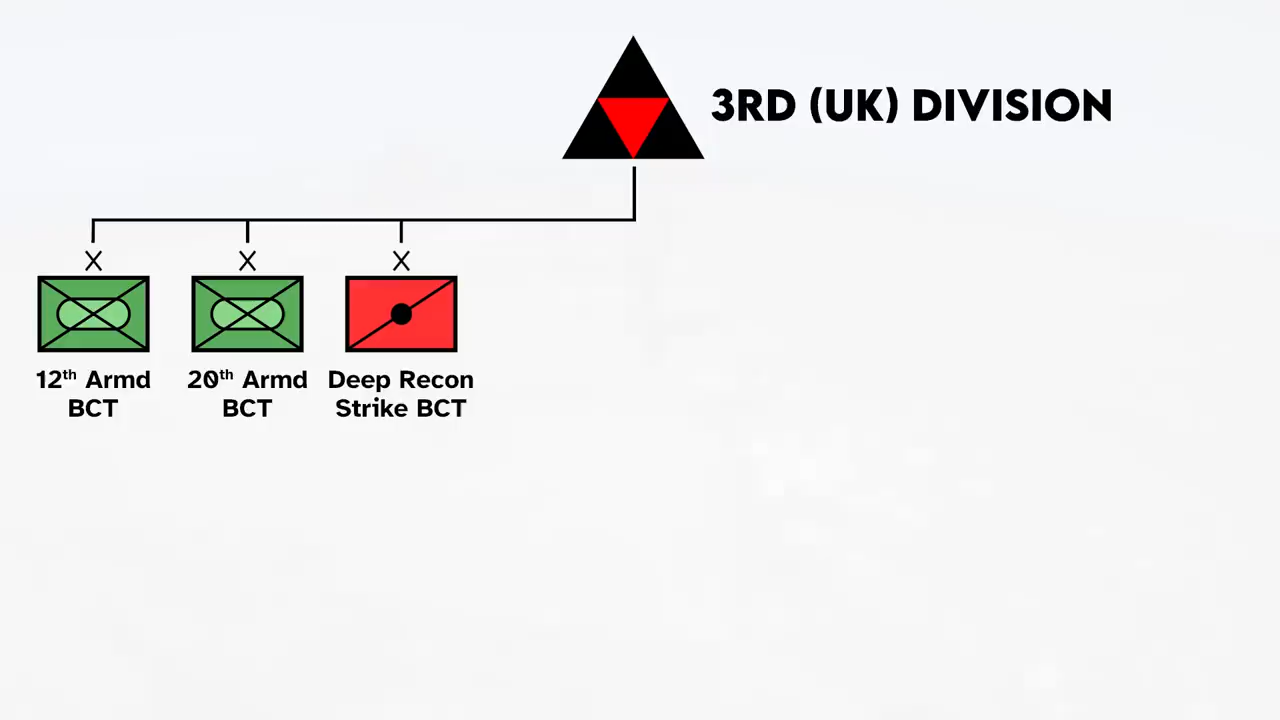 3RD (UK) DIVISION
X X X
12th Armd
BCT
20th Armd
BCT
Deep Recon
Strike BCT